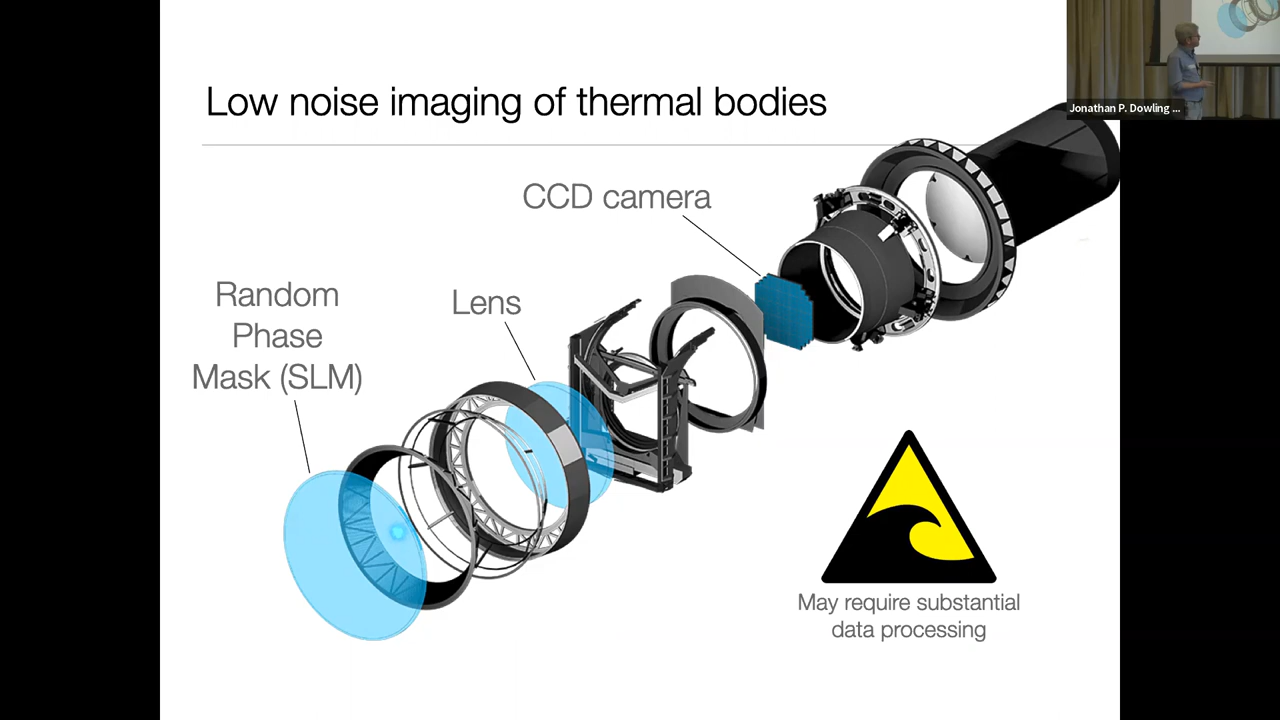 Low noise imaging of thermal bodies
Jonathan P. Dowling ...
CCD camera
Random
Phase
Mask (SLM)
Lens
May require substantial
data processing